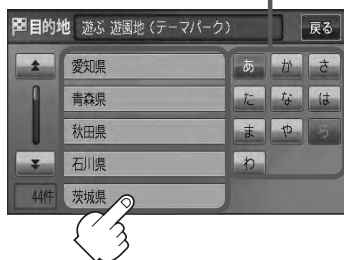 目的地 遊ぶ 遊園地（テーマパーク） 戻る
愛知県 あ か さ
青森県 た な は
秋田県 ま や ら
石川県 わ
44件 茨城県